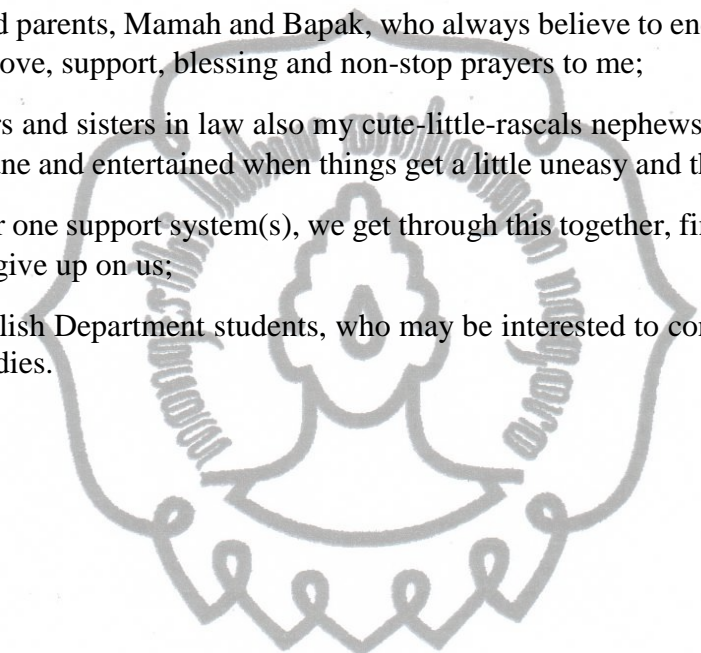 d parents, Mamah and Bapak, who always believe to en
ove, support, blessing and non-stop prayers to me;
rs and sisters in law also my cute-little-rascals nephews
ane and entertained when things get a little uneasy and th
r one support system(s), we get through this together, fi
give up on us;
lish Department students, who may be interested to con
dies.